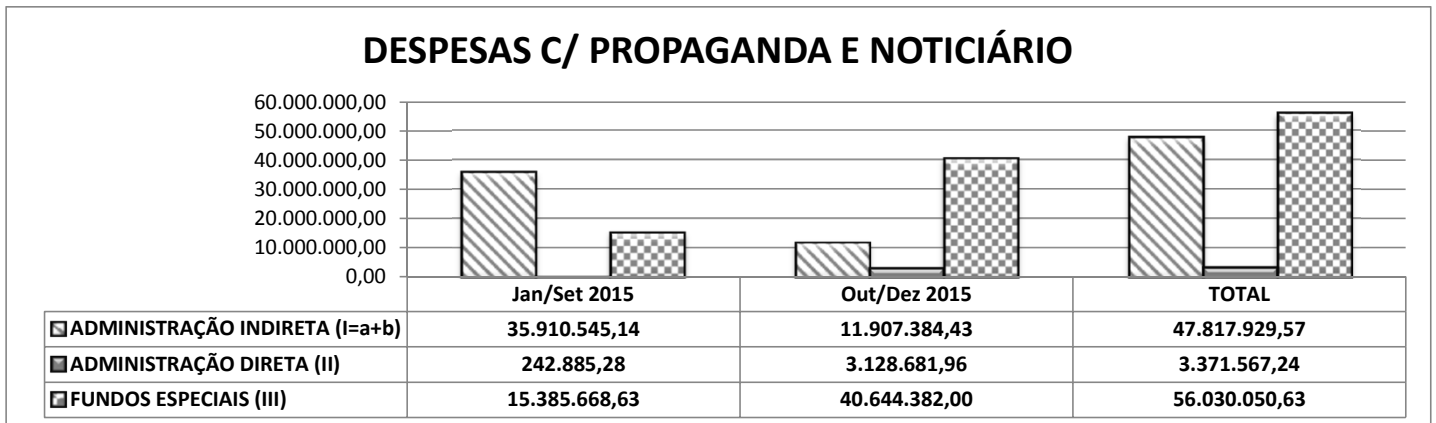 DESPESAS C/ PROPAGANDA E NOTICIÁRIO
60.000.000,00
50.000.000,00
40.000.000,00
30.000.000,00
20.000.000,00
10.000.000,00
0,00
Jan/Set 2015 Out/Dez 2015 TOTAL
ADMINISTRAÇÃO INDIRETA (I=a+b) 35.910.545,14 11.907.384,43 47.817.929,57
ADMINISTRAÇÃO DIRETA (II) 242.885,28 3.128.681,96 3.371.567,24
FUNDOS ESPECIAIS (III) 15.385.668,63 40.644.382,00 56.030.050,63